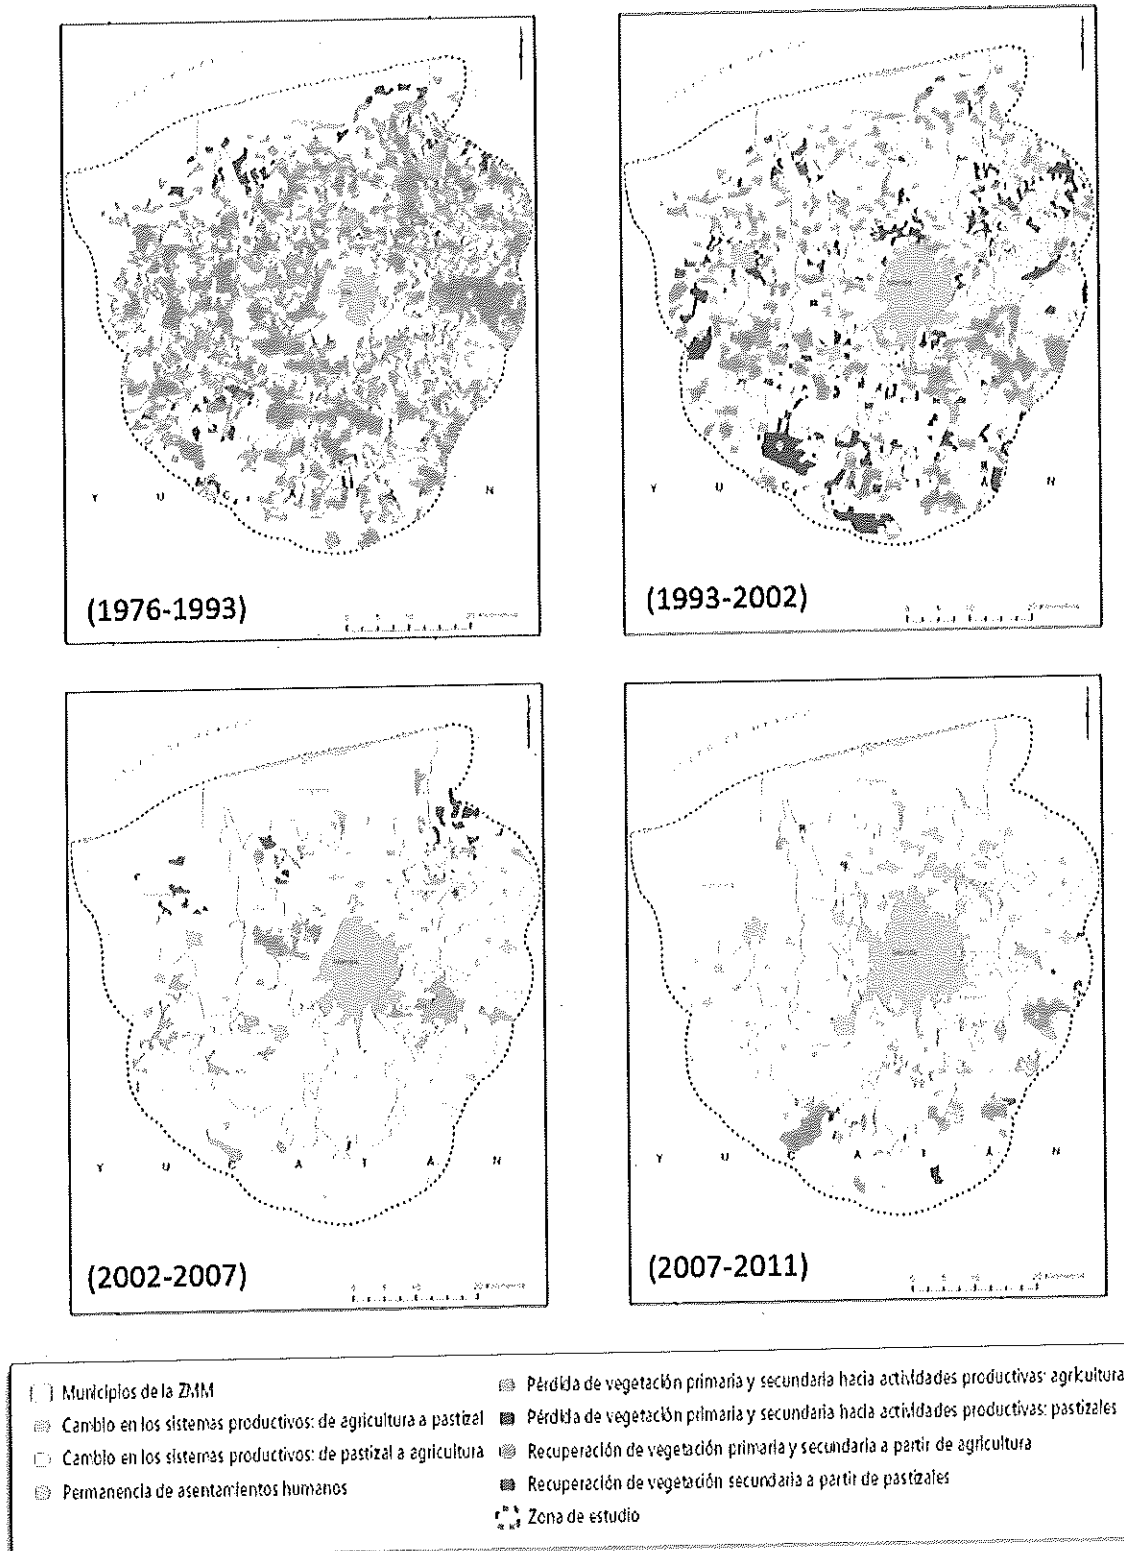 (1976-1993)
(1993-2002)
Y U C A T A N
(2002-2007)
Y U C A T A N
(2007-2011)
Municipios de la ZMM
Cambio en los sistemas productivos: de agricultura a pastizal
Cambio en los sistemas productivos: de pastizal a agricultura
Permanencia de asentamientos humanos
Pérdida de vegetación primaria y secundaria hacia actividades productivas: agricultura
Pérdida de vegetación primaria y secundaria hacia actividades productivas: pastizales
Recuperación de vegetación primaria y secundaria a partir de agricultura
Recuperación de vegetación secundaria a partir de pastizales
Zona de estudio